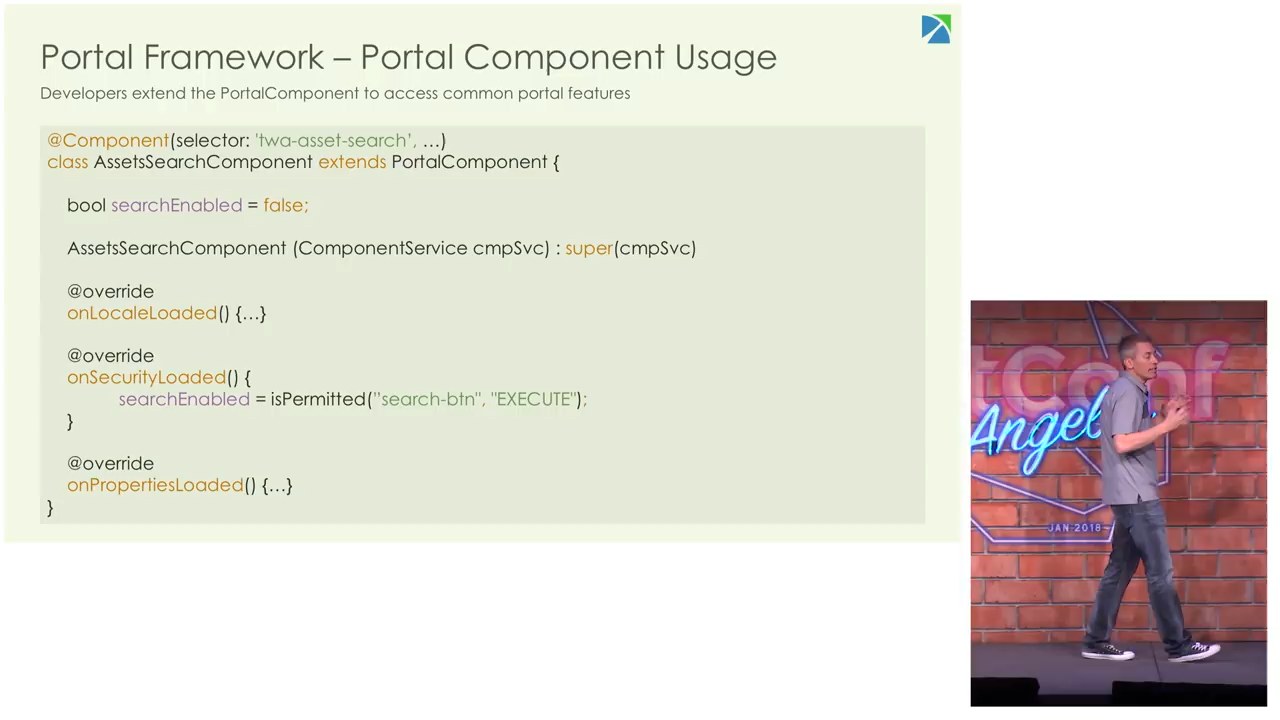 Portal Framework – Portal Component Usage
Developers extend the PortalComponent to access common portal features
@Component(selector: 'twa-asset-search’, …)
class AssetsSearchComponent extends PortalComponent {
bool searchEnabled = false;
AssetsSearchComponent (ComponentService cmpSvc) : super(cmpSvc)
@override
onLocaleLoaded() {…}
@override
onSecurityLoaded() {
searchEnabled = isPermitted("search-btn", "EXECUTE");
}
@override
onPropertiesLoaded() {…}
}
tConf
Angel
JAN 2018